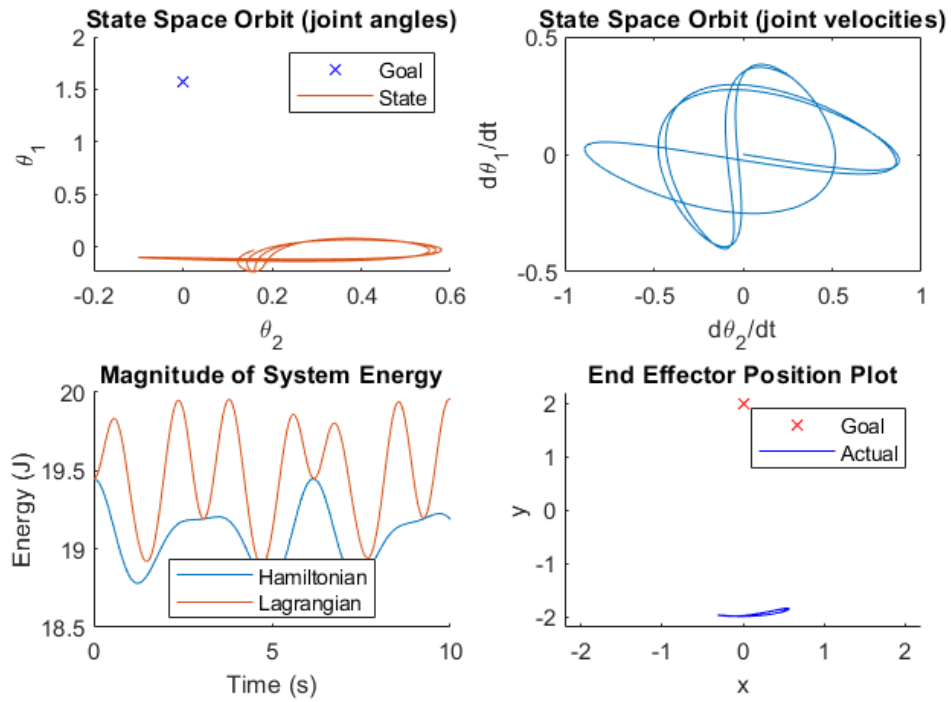 State Space Orbit (joint angles)
2
1.5
1
0.5
0
-0.2
0
0.2
0.4
0.6
θ1
θ2
Goal
State
State Space Orbit (joint velocities)
0.5
0
-0.5
-1
-0.5
0
0.5
1
dθ1/dt
dθ2/dt
Magnitude of System Energy
20
19.5
19
18.5
0
5
10
Energy (J)
Time (s)
Hamiltonian
Lagrangian
End Effector Position Plot
2
1
0
-1
-2
-2
-1
0
1
2
y
x
Goal
Actual